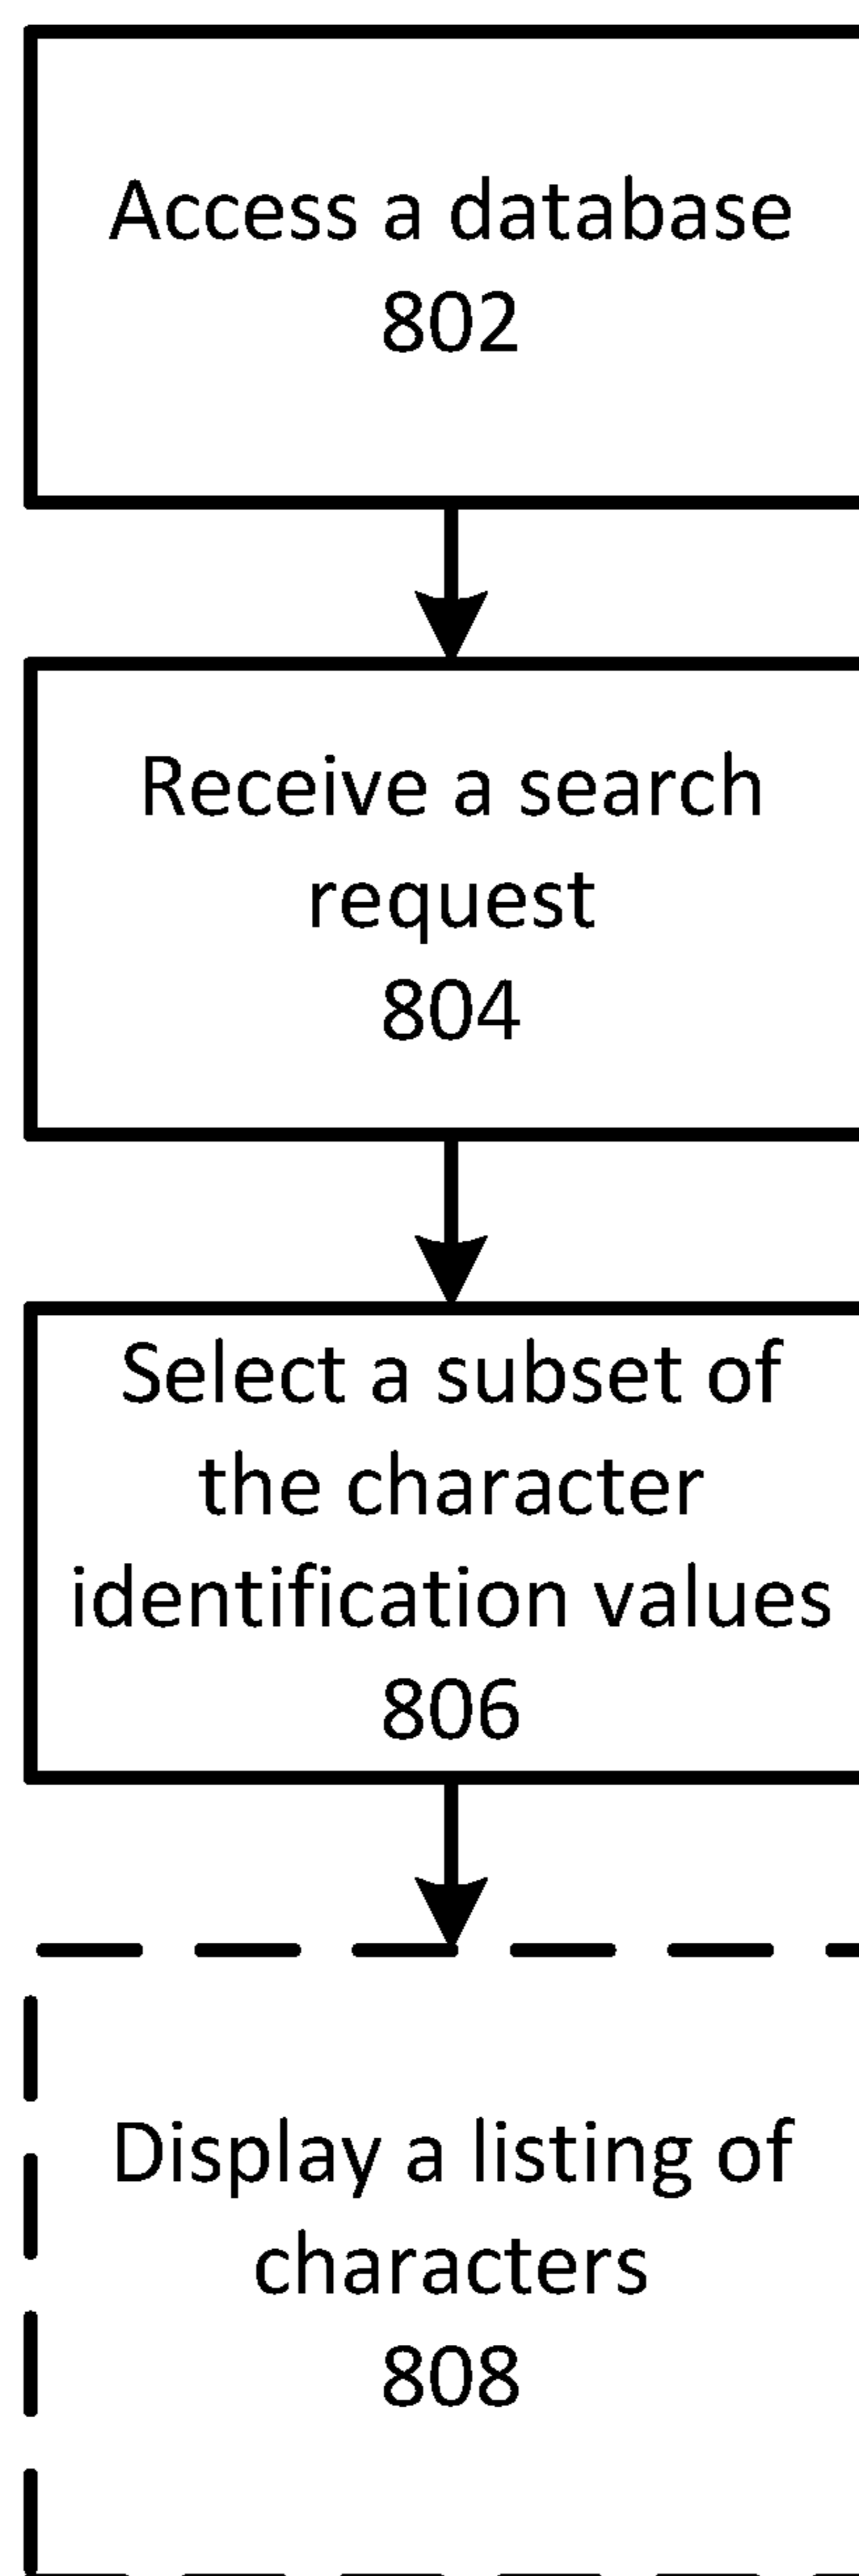 Access a database
802
Receive a search
request
804
Select a subset of
the character
identification values
806
Display a listing of
characters
808